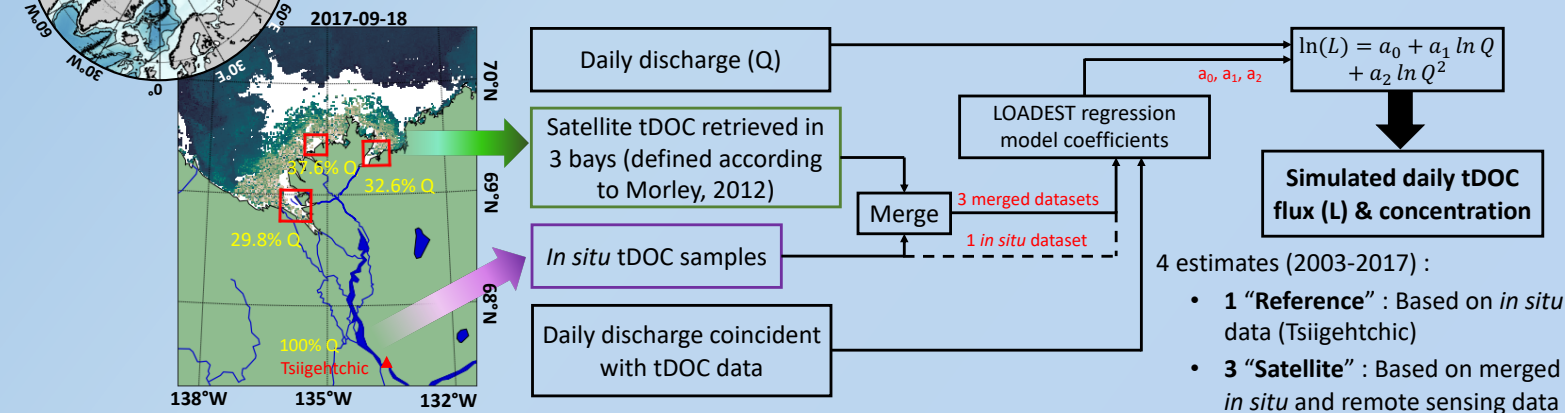 60°W
60°E
30°W
30°E
0°
2017-09-18
70°N
69°N
68°N
37.6% Q
32.6% Q
29.8% Q
100% Q
Tsiigehtchic
138°W
135°W
132°W
Daily discharge (Q)
Satellite tDOC retrieved in
3 bays (defined according
to Morley, 2012)
In situ tDOC samples
Daily discharge coincident
with tDOC data
Merge
3 merged datasets
1 in situ dataset
LOADEST regression
model coefficients
a₀, a₁, a₂
ln(L) = a₀ + a₁ ln Q
+ a₂ ln Q²
Simulated daily tDOC
flux (L) & concentration
4 estimates (2003-2017) :
• 1 “Reference” : Based on in situ
data (Tsiigehtchic)
• 3 “Satellite” : Based on merged
in situ and remote sensing data